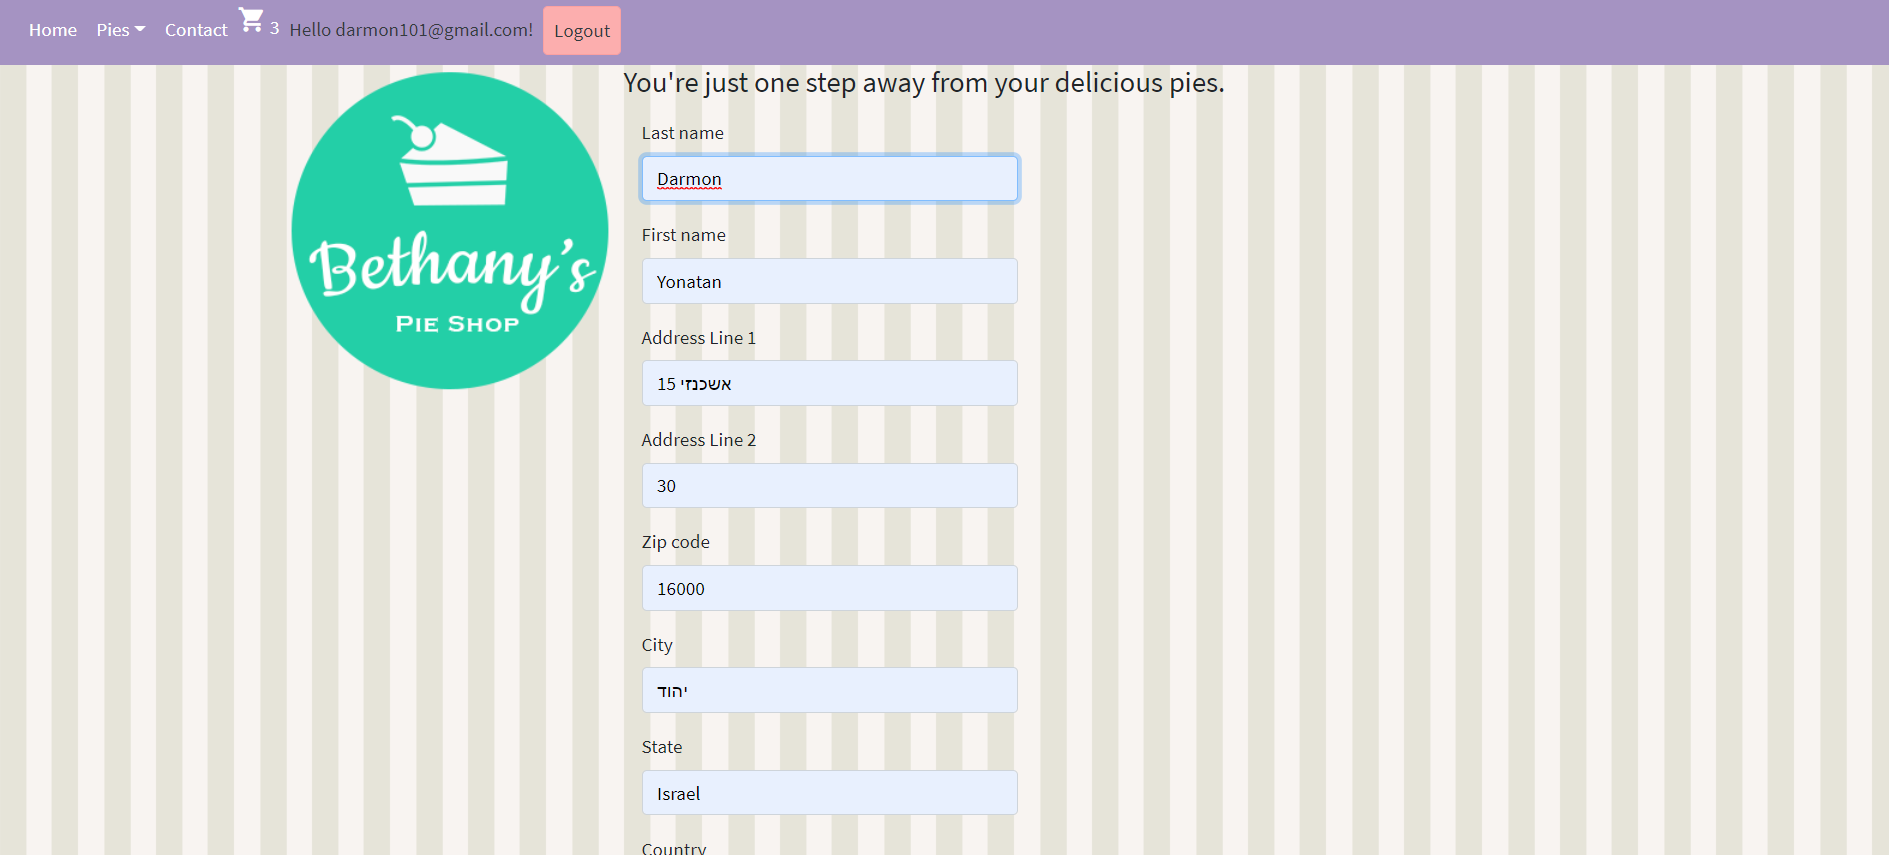 Home Pies Contact 3 Hello darmon101@gmail.com! Logout
Bethany's
PIE SHOP
You're just one step away from your delicious pies.
Last name
Darmon
First name
Yonatan
Address Line 1
אשכנזי 15
Address Line 2
30
Zip code
16000
City
יהוד
State
Israel
Country